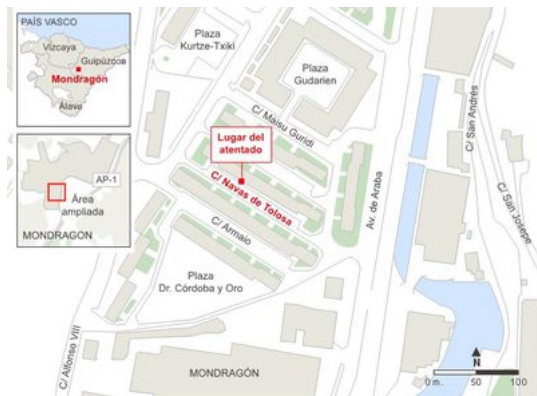 PAÍS VASCO
Vizcaya
Guipúzcoa
Mondragón
Álava
AP-1
Área
ampliada
MONDRAGON
Plaza
Kurtze-Txiki
Plaza
Gudarien
C/ Maisu Guridi
Lugar del
atentado
C/ Navas de Tolosa
C/ Armaio
Plaza
Dr. Córdoba y Oro
Av. de Araba
C/ San Andrés
C/ San Josepe
C/ Alfonso VIII
MONDRAGÓN
N
0 m. 50 100